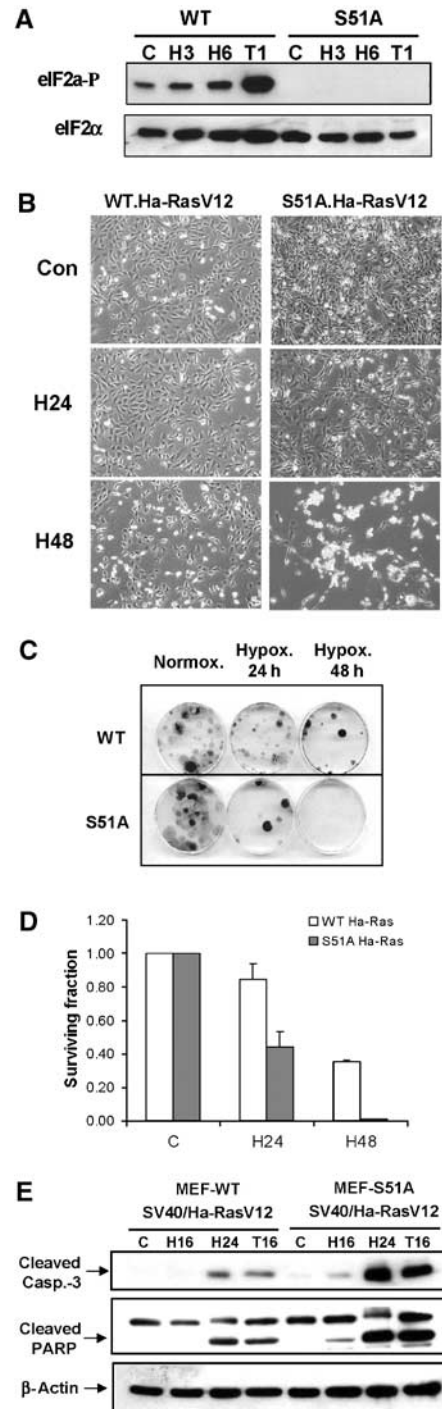 A
WT S51A
C H3 H6 T1 C H3 H6 T1
eIF2a-P
eIF2α
B
WT.Ha-RasV12 S51A.Ha-RasV12
Con
H24
H48
C
Normox. Hypox. 24 h Hypox. 48 h
WT
S51A
D
1.20
1.00
0.80
0.60
0.40
0.20
0.00
Surviving fraction
WT Ha-Ras
S51A Ha-Ras
C H24 H48
E
MEF-WT MEF-S51A
SV40/Ha-RasV12 SV40/Ha-RasV12
C H16 H24 T16 C H16 H24 T16
Cleaved
Casp.-3
Cleaved
PARP
β-Actin